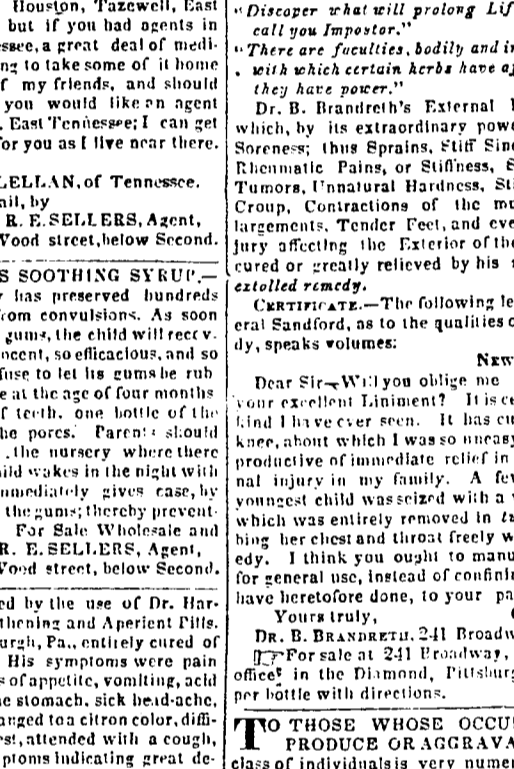 Houston, Tazewell, East
but if you had agents in
ssee, a great deal of medi-
ng to take some of it home
f my friends, and should
you would like an agent
. East Tennessee; I can get
for you as I live near there.
LELLAN, of Tennessee.
ail, by
R. E. SELLERS, Agent,
Wood street, below Second.
S SOOTHING SYRUP.—
r has preserved hundreds
rom convulsions. As soon
gums, the child will recov-
nocent, so efficacious, and so
fuse to let its gums be rub
e at the age of four months
f teeth, one bottle of the
he pores. Parents should
the nursery where there
ild wakes in the night with
mmediately gives ease, by
the gums; thereby prevent-
For Sale Wholesale and
R. E. SELLERS, Agent,
Wood street, below Second.
ed by the use of Dr. Har-
thening and Aperient Pills.
urgh, Pa., entirely cured of
His symptoms were pain
s of appetite, vomiting, acid
e stomach, sick head-ache,
anged to a citron color, diffi-
rst, attended with a cough,
ptoms indicating great de-
"Discover what will prolong Lif
call you Impostor."
"There are faculties, bodily and in
with which certain herbs have af
they have power."
Dr. B. Brandreth's External
which, by its extraordinary powe
Soreness; thus Sprains, Stiff Sine
Rheumatic Pains, or Stiffness, S
Tumors, Unnatural Hardness, Sti
Croup, Contractions of the mu
largements, Tender Feet, and eve
jury affecting the Exterior of the
cured or greatly relieved by his
extolled remedy.
CERTIFICATE.—The following le
eral Sandford, as to the qualities o
dy, speaks volumes:
NEW
Dear Sir—Will you oblige me
your excellent Liniment? It is ce
kind I have ever seen. It has cu
knee, about which I was so uneasy
productive of immediate relief in
nal injury in my family. A few
youngest child was seized with a
which was entirely removed in tw
bing her chest and throat freely w
edy. I think you ought to manu
for general use, instead of confini
have heretofore done, to your pa
Yours truly,
DR. B. BRANDRETH, 241 Broadw
☞For sale at 241 Broadway,
office in the Diamond, Pittsburg
per bottle with directions.
TO THOSE WHOSE OCCU
PRODUCE OR AGGRAVA
class of individuals is very numer